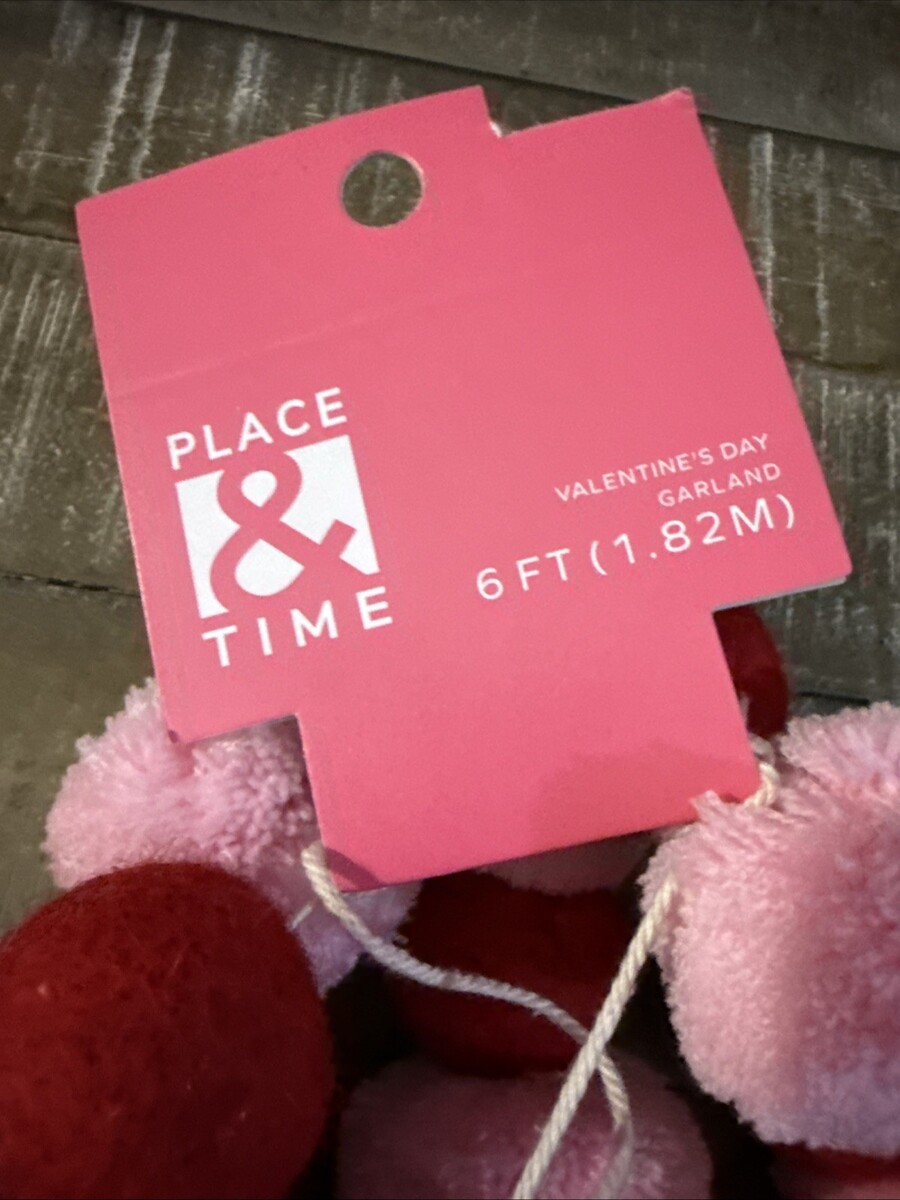 PLACE
&
TIME
VALENTINE'S DAY
GARLAND
6 FT (1.82M)